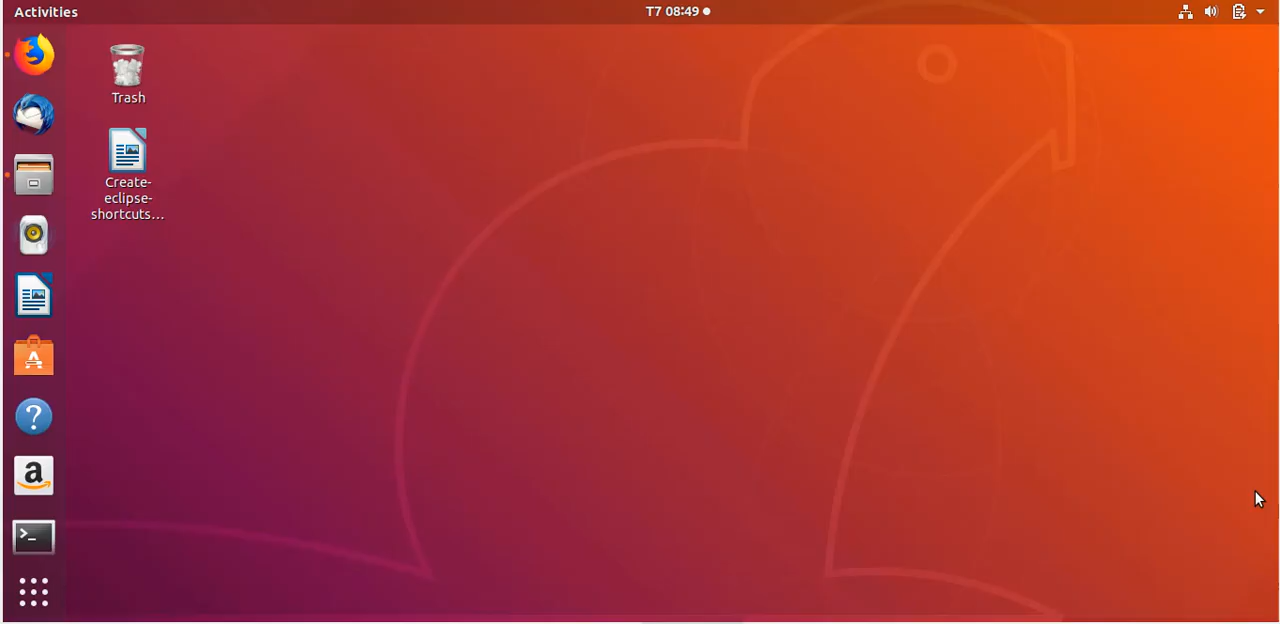 Activities
T7 08:49
Trash
Create-
eclipse-
shortcuts…